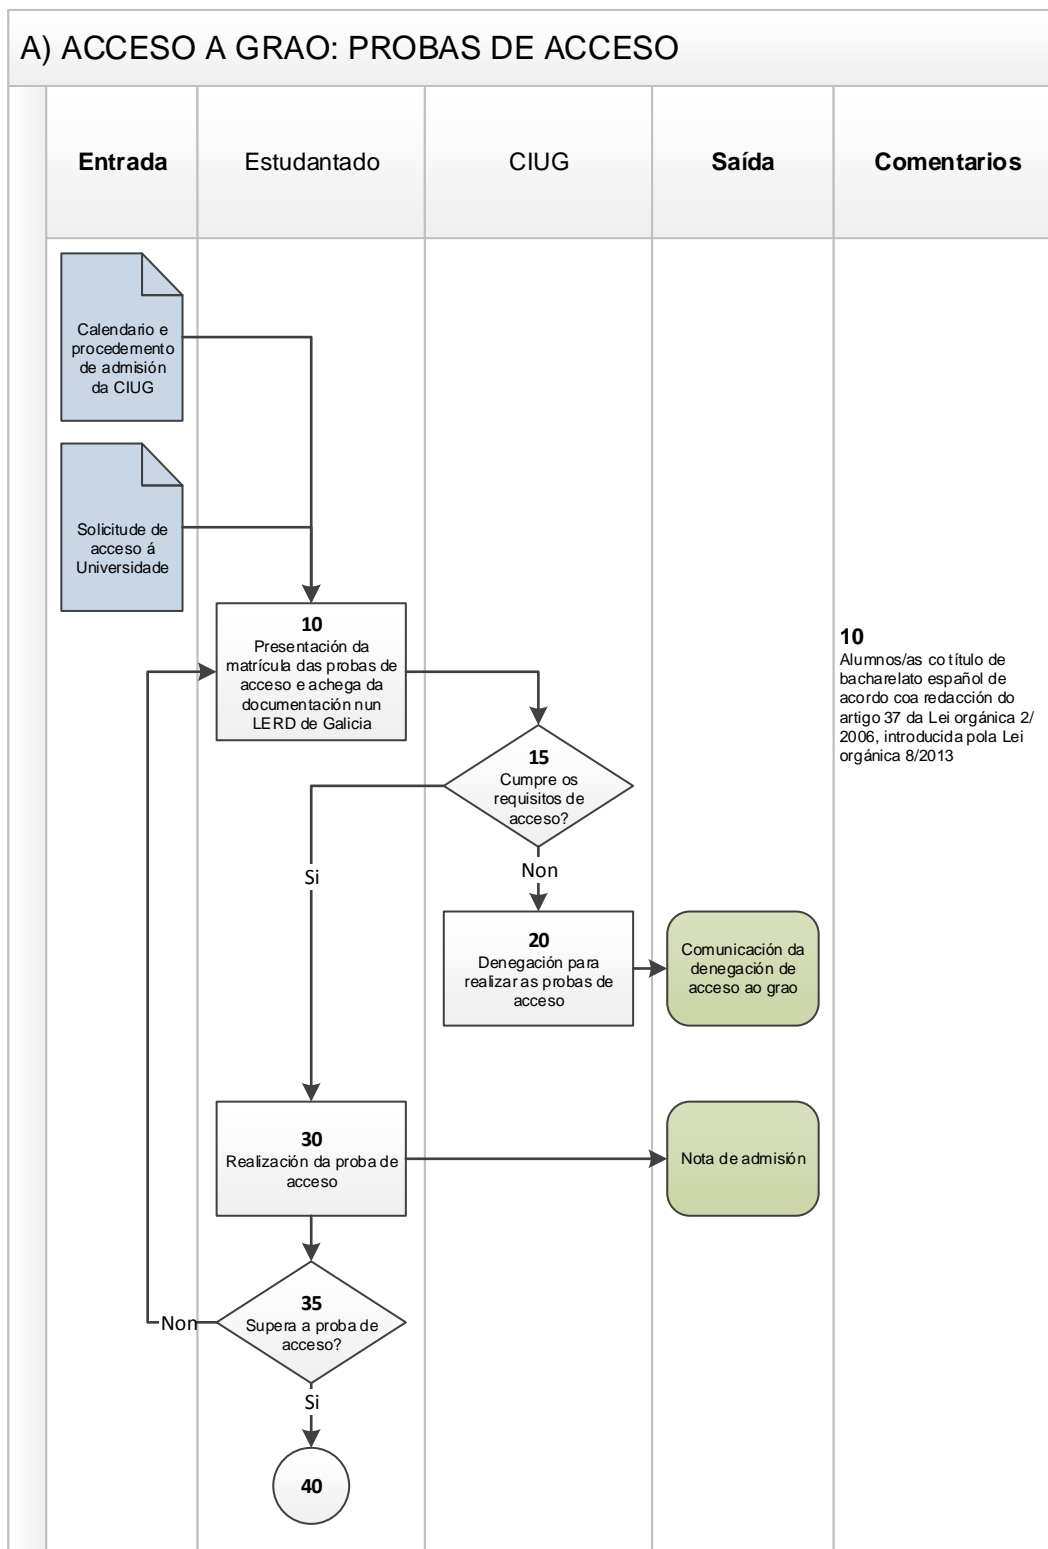 A) ACCESO A GRAO: PROBAS DE ACCESO
Entrada
Estudantado
CIUG
Saída
Comentarios
Calendario e
procedemento
de admisión
da CIUG
Solicitude de
acceso á
Universidade
10
Presentación da
matrícula das probas de
acceso e achega da
documentación nun
LERD de Galicia
10
Alumnos/as co título de
bacharelato español de
acordo coa redacción do
artigo 37 da Lei orgánica 2/
2006, introducida pola Lei
orgánica 8/2013
15
Cumpre os
requisitos de
acceso?
Si
Non
20
Denegación para
realizar as probas de
acceso
Comunicación da
denegación de
acceso ao grao
30
Realización da proba de
acceso
Nota de admisión
35
Supera a proba de
acceso?
Non
Si
40